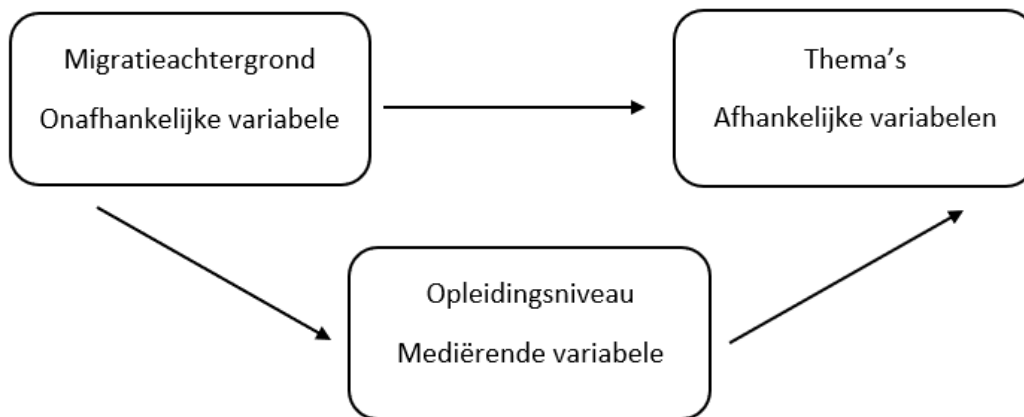 Migratieachtergrond
Onafhankelijke variabele
Thema’s
Afhankelijke variabelen
Opleidingsniveau
Mediërende variabele